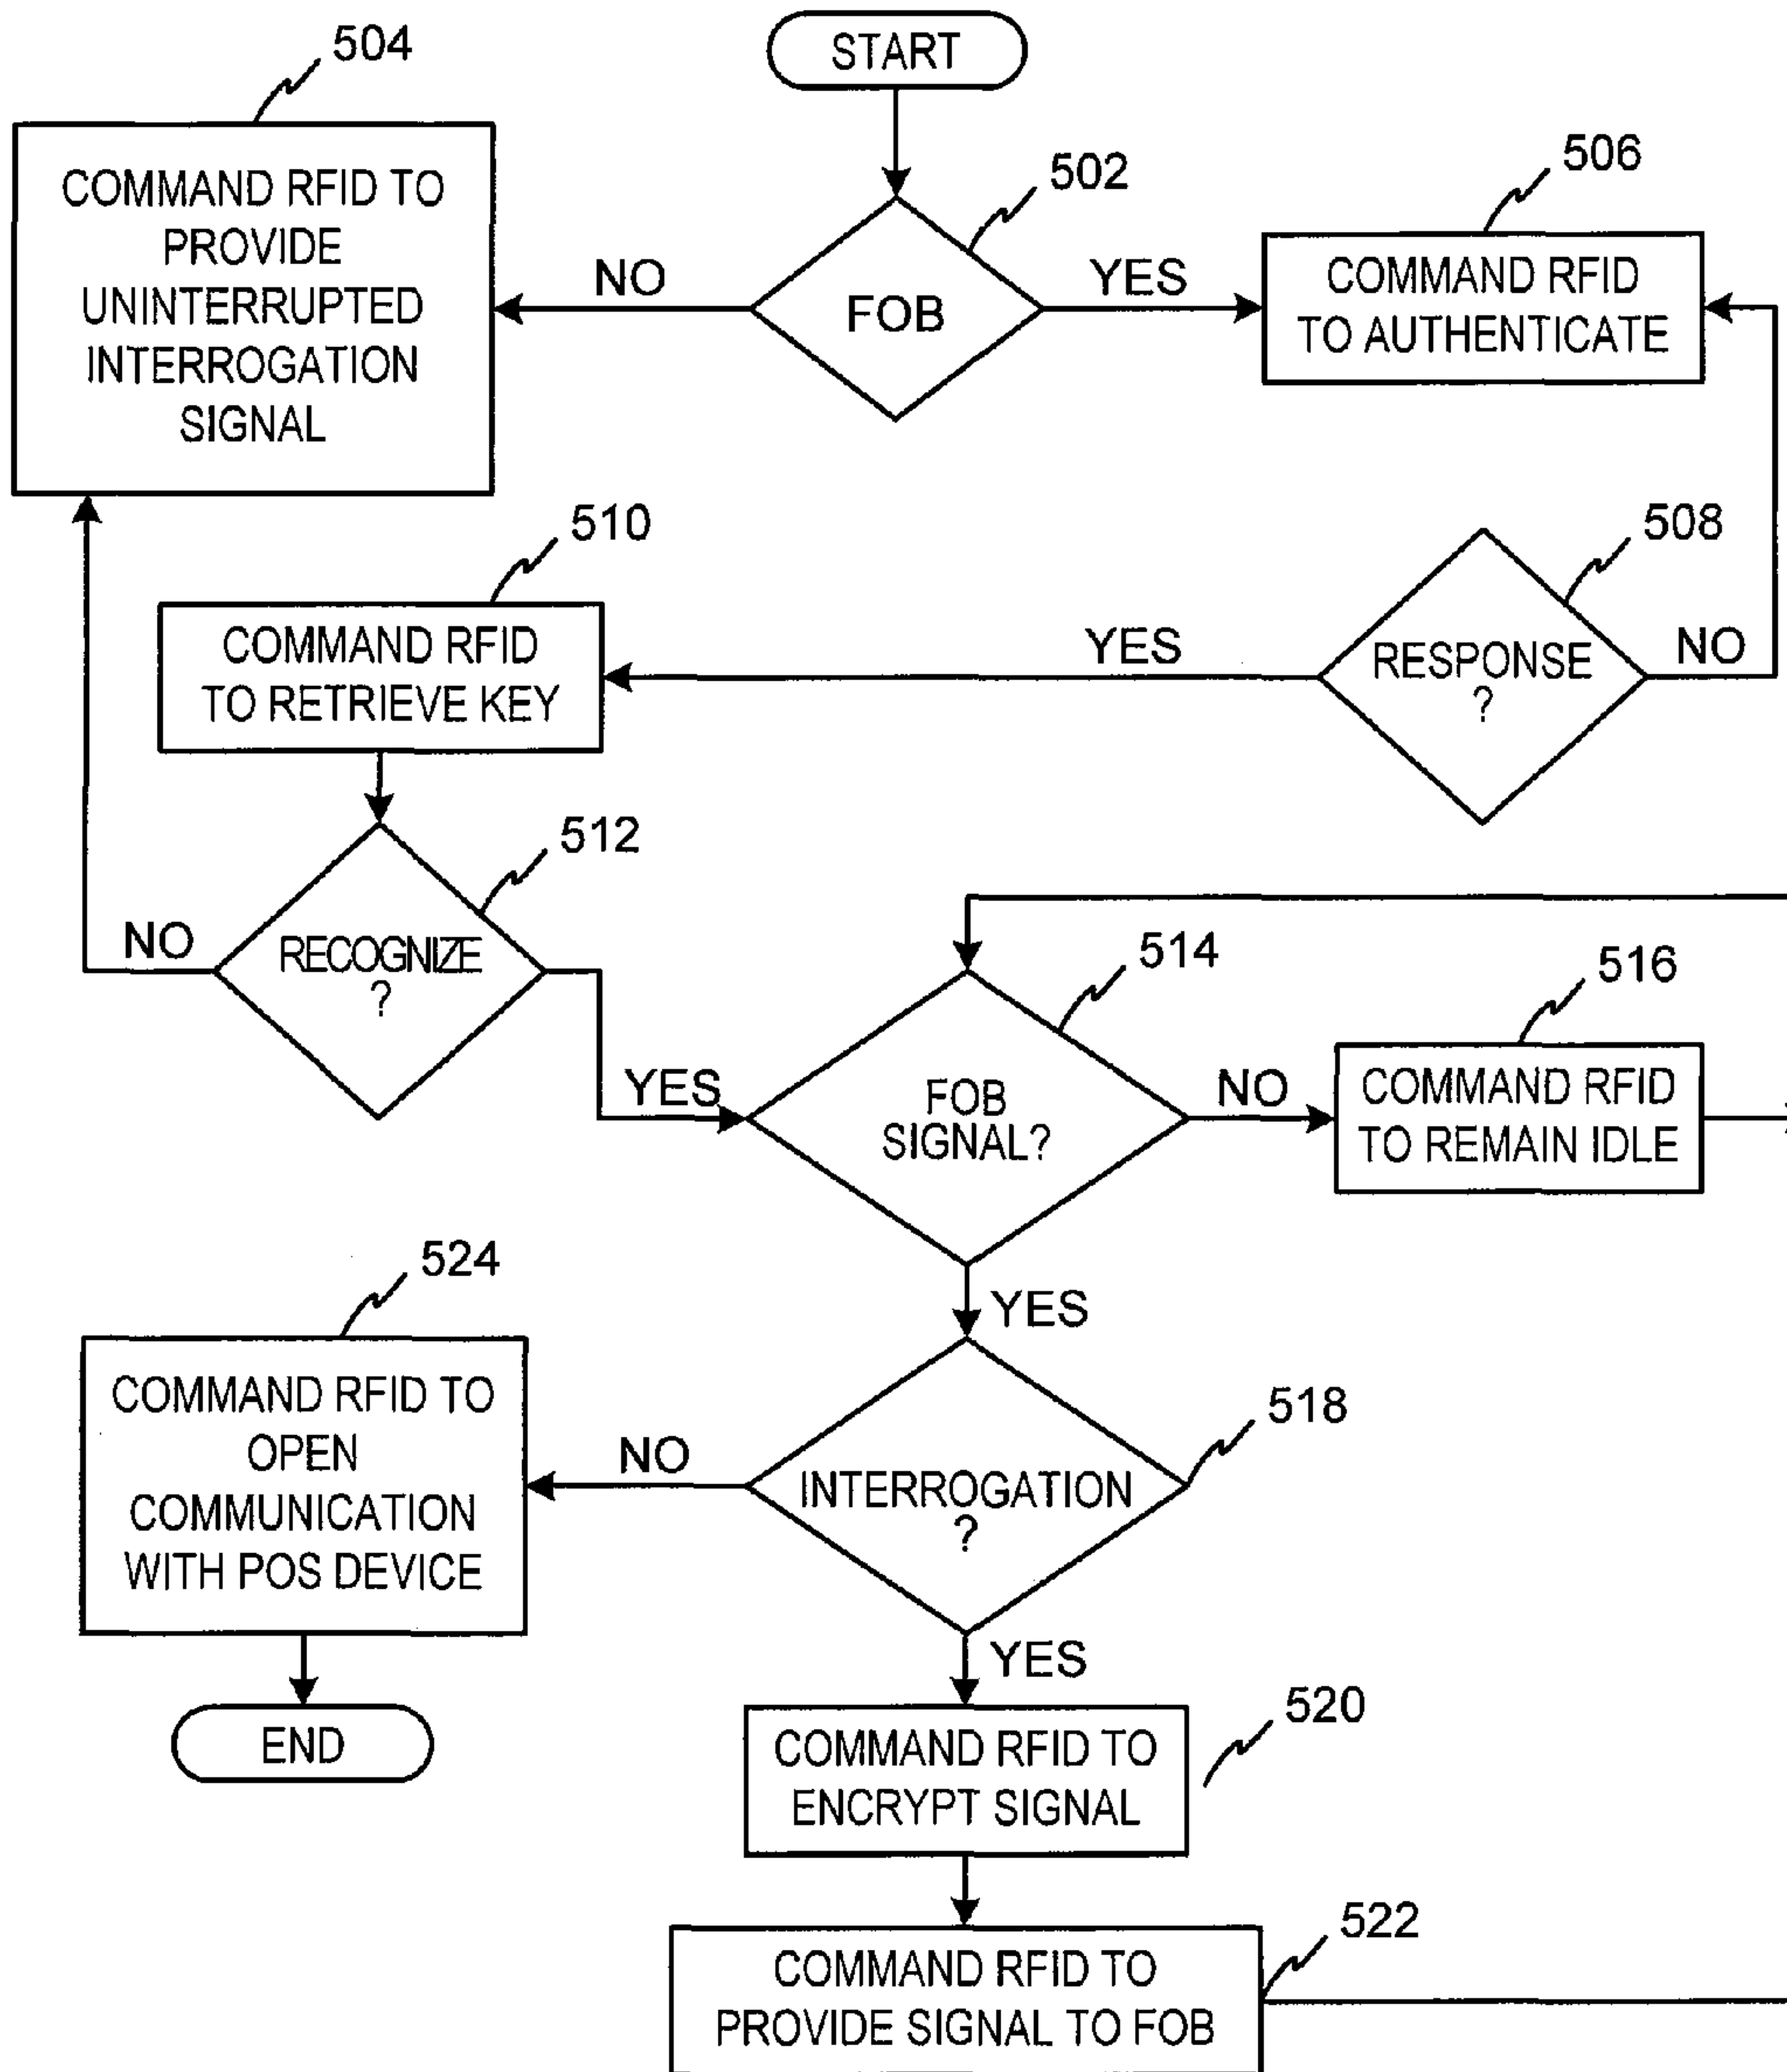 START
504
COMMAND RFID TO
PROVIDE
UNINTERRUPTED
INTERROGATION
SIGNAL
NO
502
FOB
YES
506
COMMAND RFID
TO AUTHENTICATE
508
RESPONSE
?
NO
YES
510
COMMAND RFID
TO RETRIEVE KEY
512
RECOGNIZE
?
NO
YES
514
FOB
SIGNAL?
NO
516
COMMAND RFID
TO REMAIN IDLE
YES
518
INTERROGATION
?
NO
524
COMMAND RFID TO
OPEN
COMMUNICATION
WITH POS DEVICE
END
YES
520
COMMAND RFID TO
ENCRYPT SIGNAL
522
COMMAND RFID TO
PROVIDE SIGNAL TO FOB